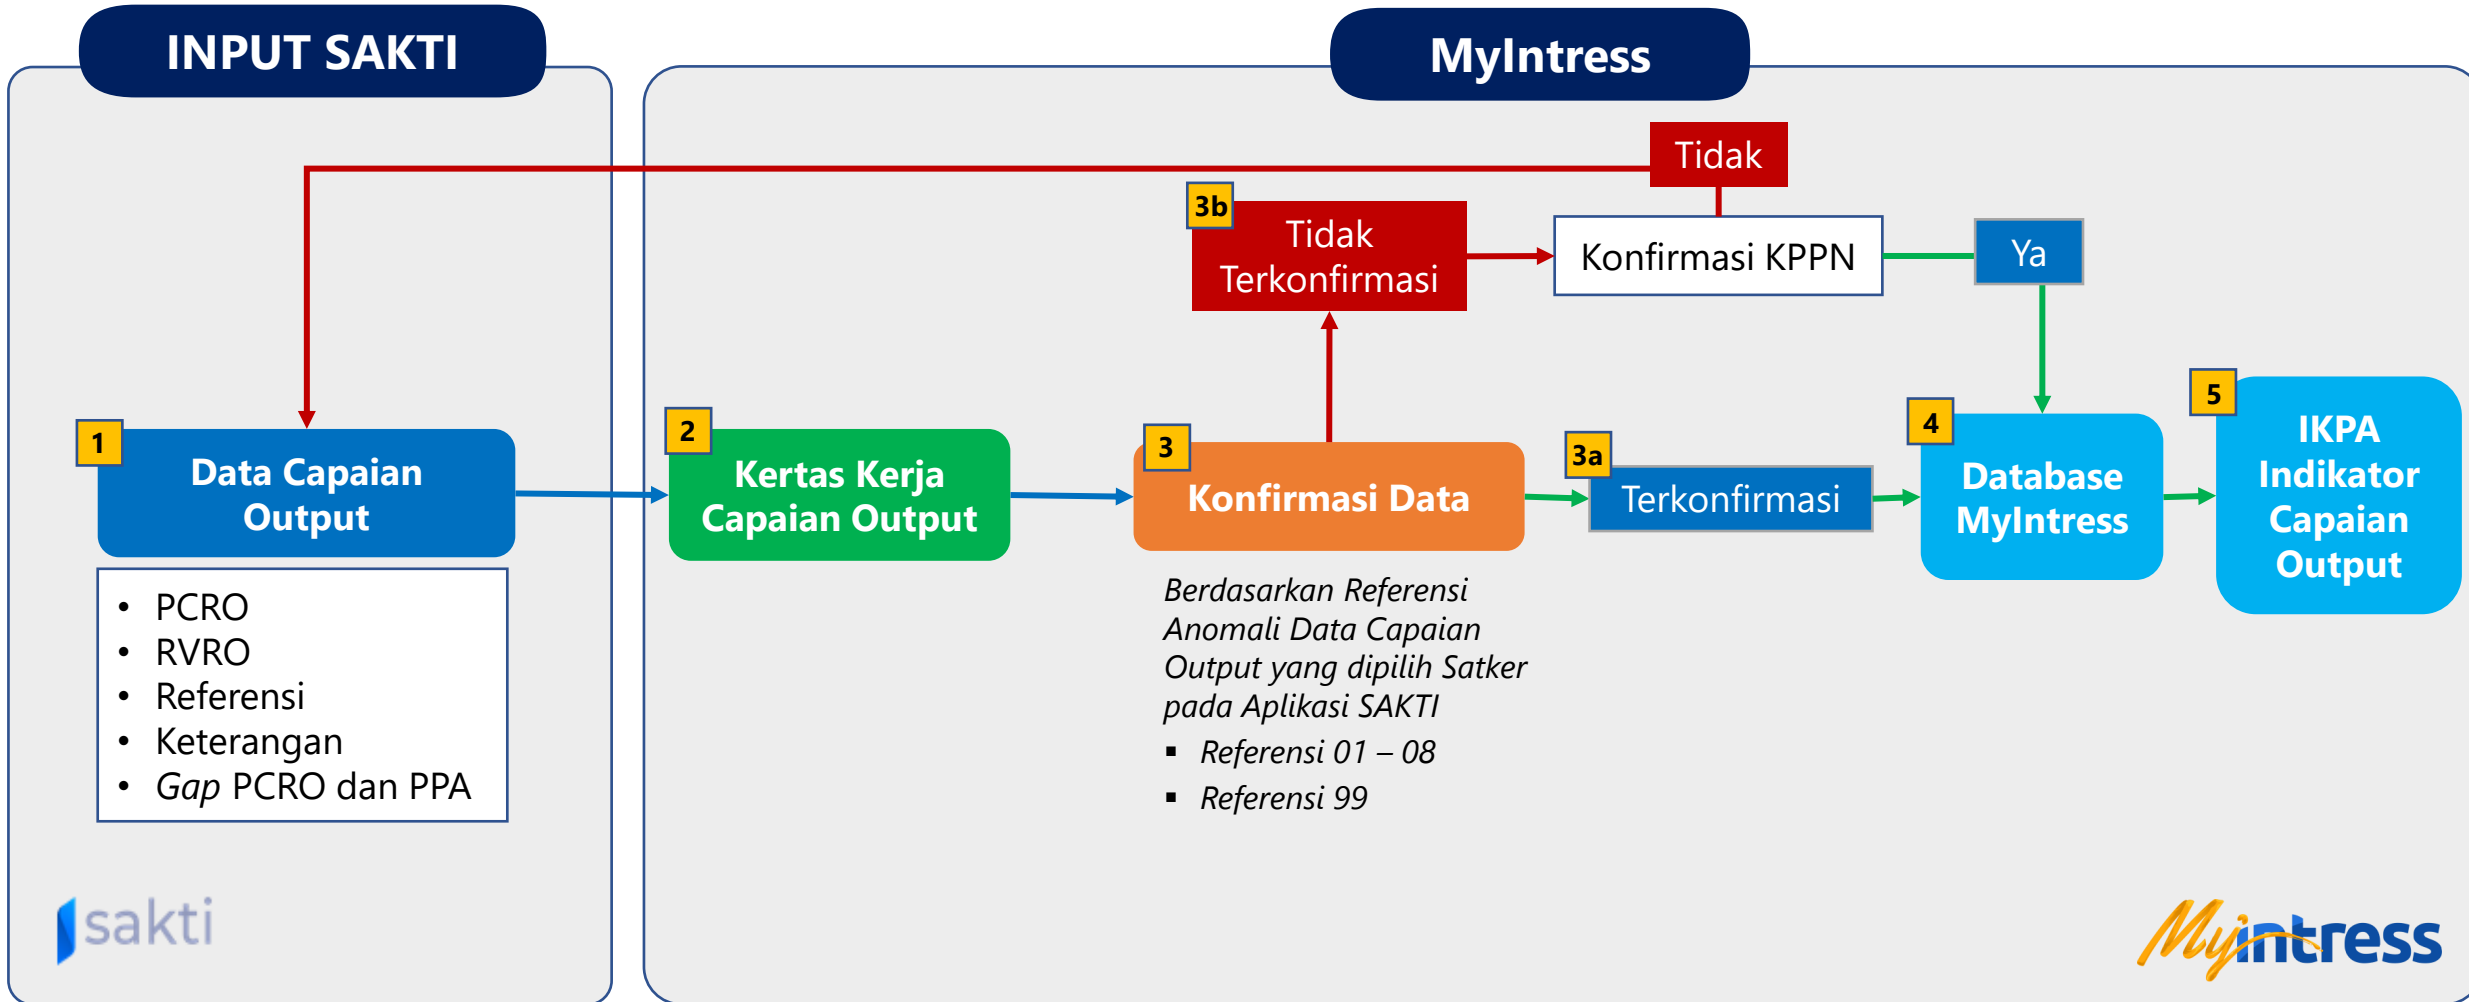 INPUT SAKTI
MyIntress
Tidak
3b
Tidak
Terkonfirmasi
Konfirmasi KPPN
Ya
1
Data Capaian
Output
2
Kertas Kerja
Capaian Output
3
Konfirmasi Data
3a
Terkonfirmasi
4
Database
MyIntress
5
IKPA
Indikator
Capaian
Output
• PCRO
• RVRO
• Referensi
• Keterangan
• Gap PCRO dan PPA
Berdasarkan Referensi
Anomali Data Capaian
Output yang dipilih Satker
pada Aplikasi SAKTI
▪ Referensi 01 – 08
▪ Referensi 99
sakti
Myintress